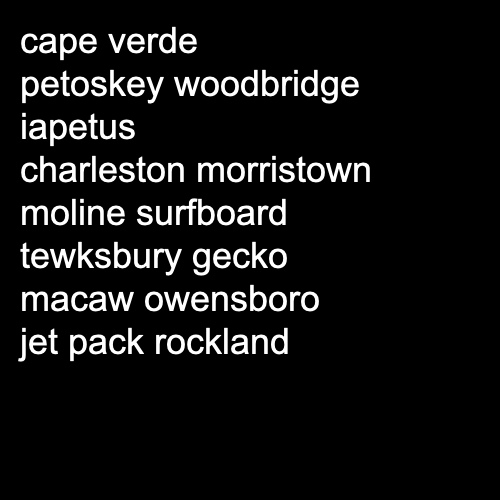 cape verde
petoskey woodbridge
iapetus
charleston morristown
moline surfboard
tewksbury gecko
macaw owensboro
jet pack rockland